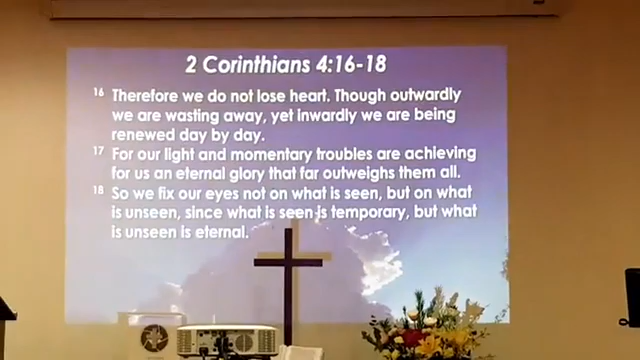 2 Corinthians 4:16-18
16 Therefore we do not lose heart. Though outwardly
we are wasting away, yet inwardly we are being
renewed day by day.
17 For our light and momentary troubles are achieving
for us an eternal glory that far outweighs them all.
18 So we fix our eyes not on what is seen, but on what
is unseen, since what is seen is temporary, but what
is unseen is eternal.